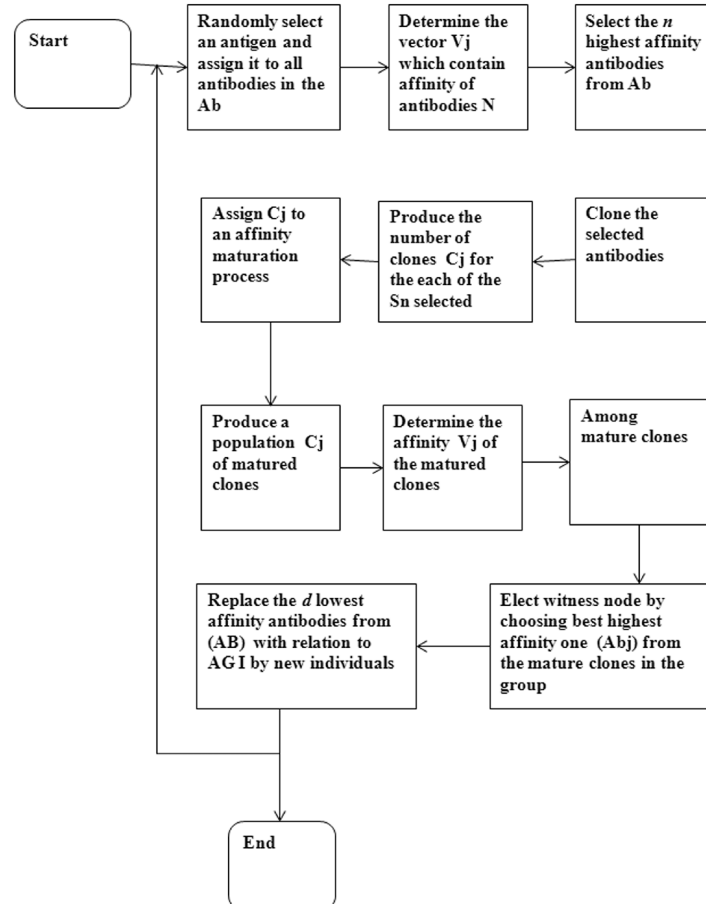 Start
Randomly select
an antigen and
assign it to all
antibodies in the
Ab
Determine the
vector Vj
which contain
affinity of
antibodies N
Select the n
highest affinity
antibodies
from Ab
Clone the
selected
antibodies
Produce the
number of
clones Cj for
the each of the
Sn selected
Assign Cj to
an affinity
maturation
process
Produce a
population Cj
of matured
clones
Determine the
affinity Vj of
the matured
clones
Among
mature clones
Elect witness node by
choosing best highest
affinity one (Abj) from
the mature clones in the
group
Replace the d lowest
affinity antibodies from
(AB) with relation to
AG I by new individuals
End